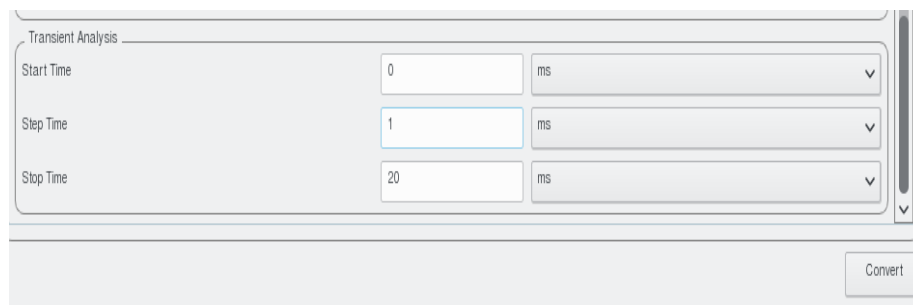 Transient Analysis
Start Time 0 ms
Step Time 1 ms
Stop Time 20 ms
Convert